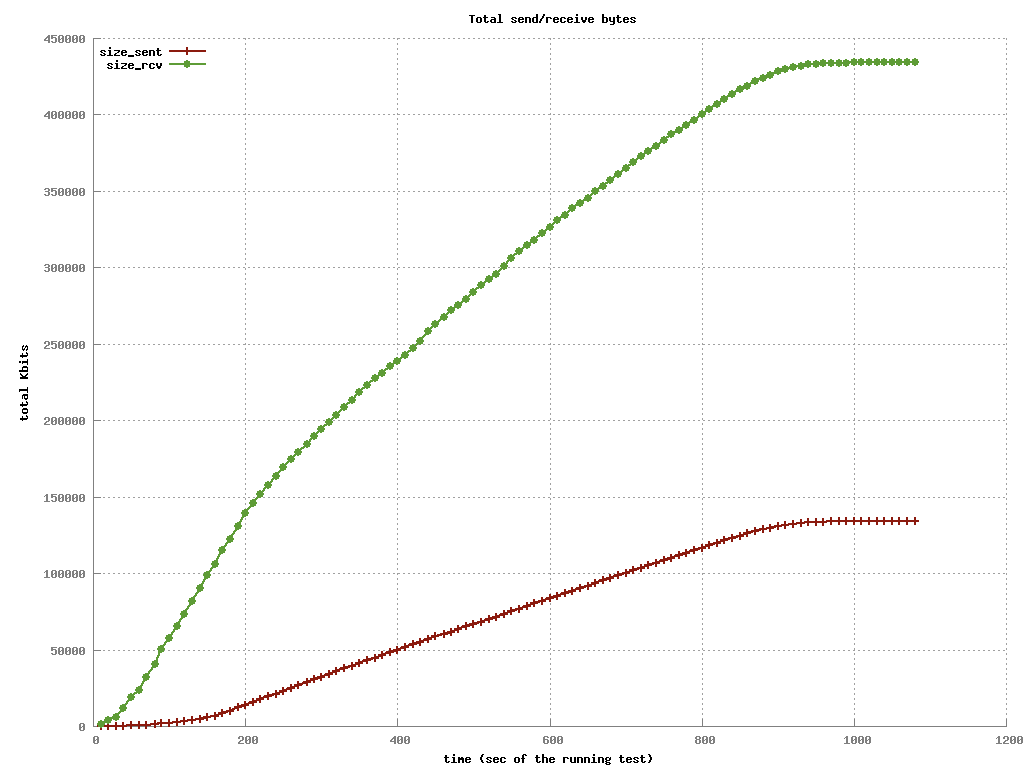 Total send/receive bytes
size_sent
size_rcv
450000
400000
350000
300000
250000
200000
150000
100000
50000
0
total Kbits
0 200 400 600 800 1000 1200
time (sec of the running test)